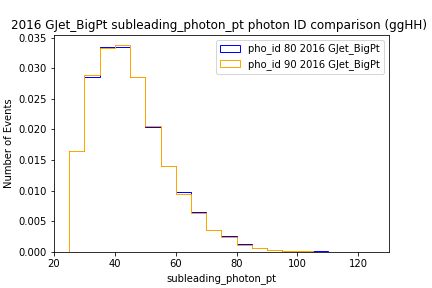 2016 GJet_BigPt subleading_photon_pt photon ID comparison (ggHH)
pho_id 80 2016 GJet_BigPt
pho_id 90 2016 GJet_BigPt
Number of Events
0.035
0.030
0.025
0.020
0.015
0.010
0.005
0.000
20 40 60 80 100 120
subleading_photon_pt